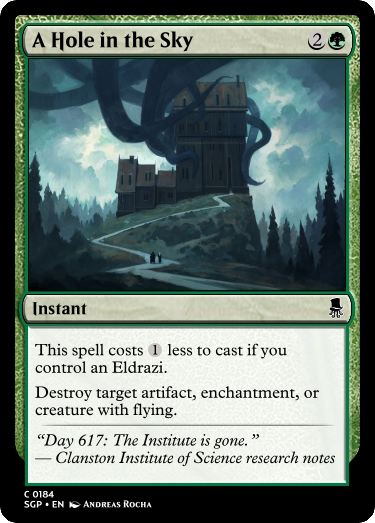 A Hole in the Sky 2
Instant
This spell costs 1 less to cast if you
control an Eldrazi.
Destroy target artifact, enchantment, or
creature with flying.
“Day 617: The Institute is gone.”
— Clanston Institute of Science research notes
C 0184
SGP • EN Andreas Rocha